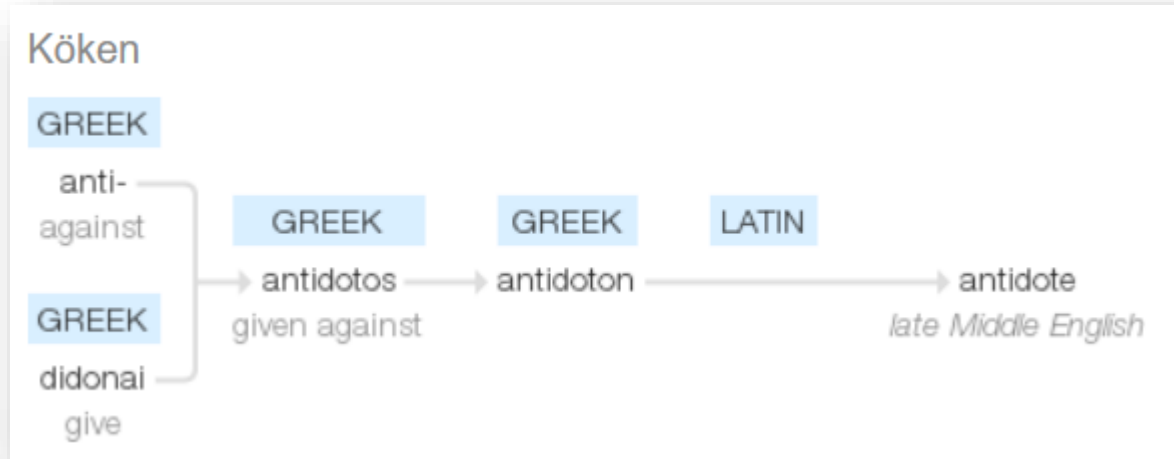 Köken
GREEK
anti-
against
GREEK
didonai
give
GREEK
antidotos
given against
GREEK
antidoton
LATIN
antidote
late Middle English